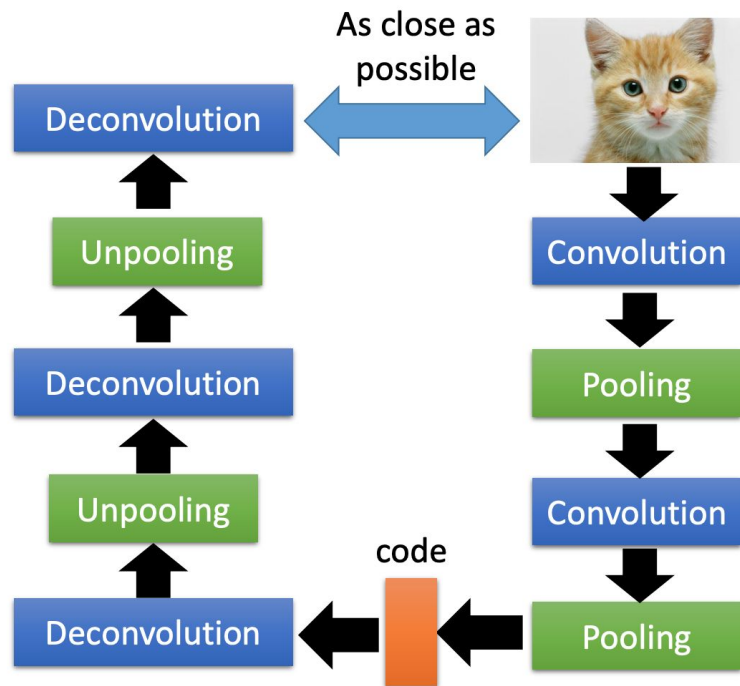 As close as
possible
Deconvolution
Unpooling
Convolution
Deconvolution
Pooling
Unpooling
Convolution
code
Deconvolution
Pooling